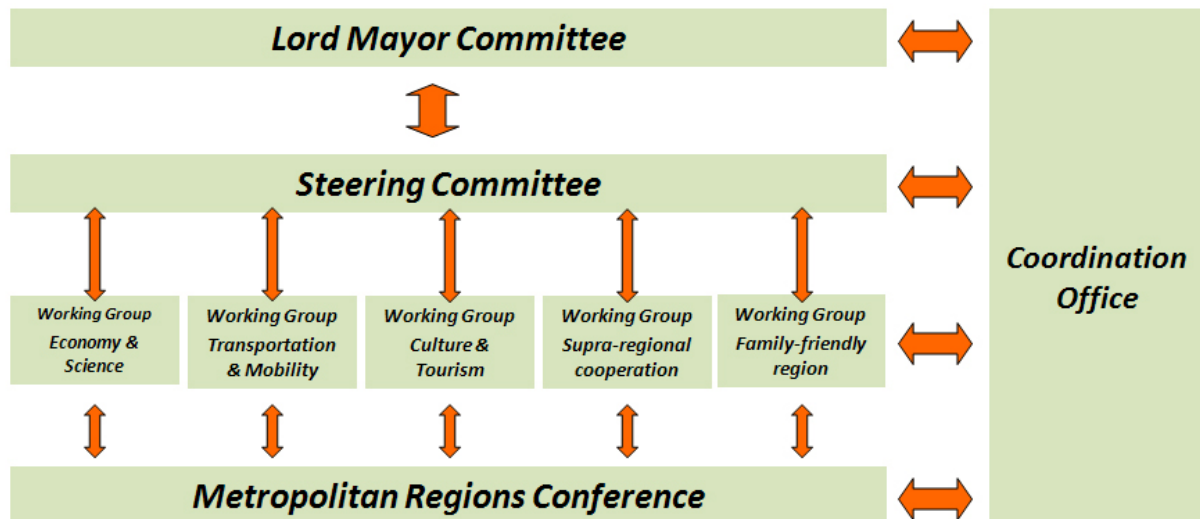 Lord Mayor Committee
Steering Committee
Coordination
Office
Working Group
Economy &
Science
Working Group
Transportation
& Mobility
Working Group
Culture &
Tourism
Working Group
Supra-regional
cooperation
Working Group
Family-friendly
region
Metropolitan Regions Conference